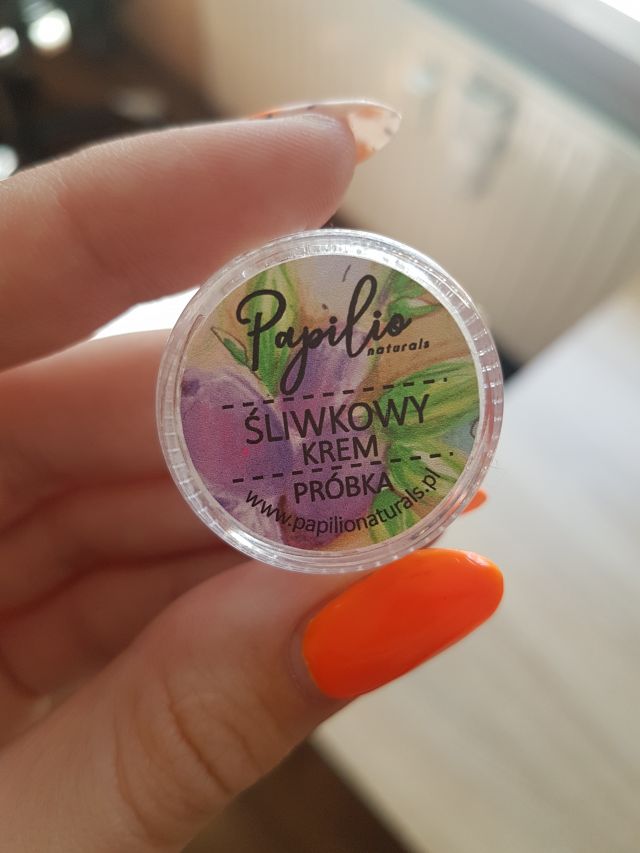 Papilio
naturals
ŚLIWKOWY
KREM
PRÓBKA
www.papilionaturals.pl